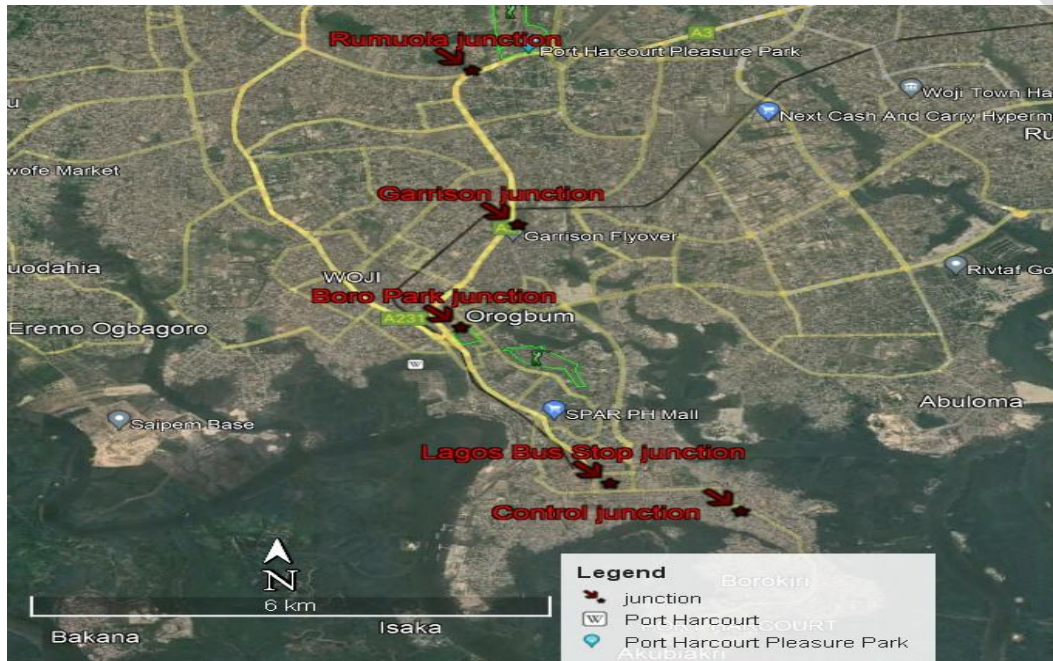 Rumuola junction
A3
Port Harcourt Pleasure Park
Woji Town Ha
Next Cash And Carry Hyperm
Ru
u
wofe Market
Garrison junction
A
Garrison Flyover
uodahia
WOJI
Rivtaf Go
Boro Park junction
Orogbum
A231
Eremo Ogbagoro
W
Saipem Base
SPAR PH Mall
Abuloma
Lagos Bus Stop junction
Control junction
N
6 km
Bakana
Isaka
Legend
junction
W Port Harcourt
Port Harcourt Pleasure Park
Borokiri
HARCOURT
Akubiakri